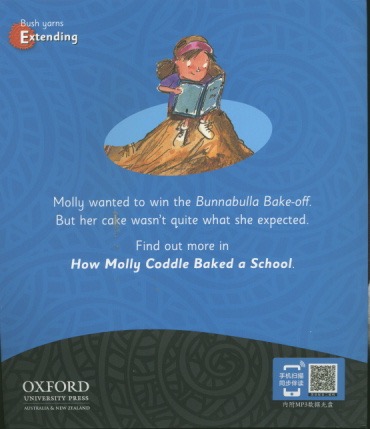 Bush yarns
Extending
Molly wanted to win the Bunnabulla Bake-off.
But her cake wasn't quite what she expected.
Find out more in
How Molly Coddle Baked a School.
OXFORD
UNIVERSITY PRESS
AUSTRALIA & NEW ZEALAND
手机扫描
同步伴读
内附MP3数据光盘